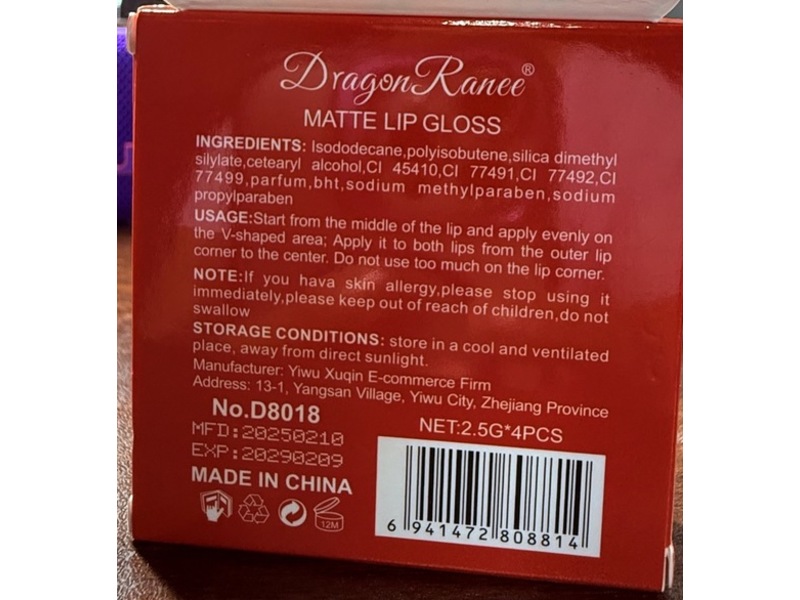 DragonRanee®
MATTE LIP GLOSS
INGREDIENTS: Isododecane,polyisobutene,silica dimethyl
silylate,cetearyl alcohol,CI 45410,CI 77491,CI 77492,CI
77499,parfum,bht,sodium methylparaben,sodium
propylparaben
USAGE:Start from the middle of the lip and apply evenly on
the V-shaped area; Apply it to both lips from the outer lip
corner to the center. Do not use too much on the lip corner.
NOTE:If you hava skin allergy,please stop using it
immediately,please keep out of reach of children,do not
swallow
STORAGE CONDITIONS: store in a cool and ventilated
place, away from direct sunlight.
Manufacturer: Yiwu Xuqin E-commerce Firm
Address: 13-1, Yangsan Village, Yiwu City, Zhejiang Province
No.D8018
NET:2.5G*4PCS
MFD:20250210
EXP:20290209
MADE IN CHINA
12M
6 941472 808814